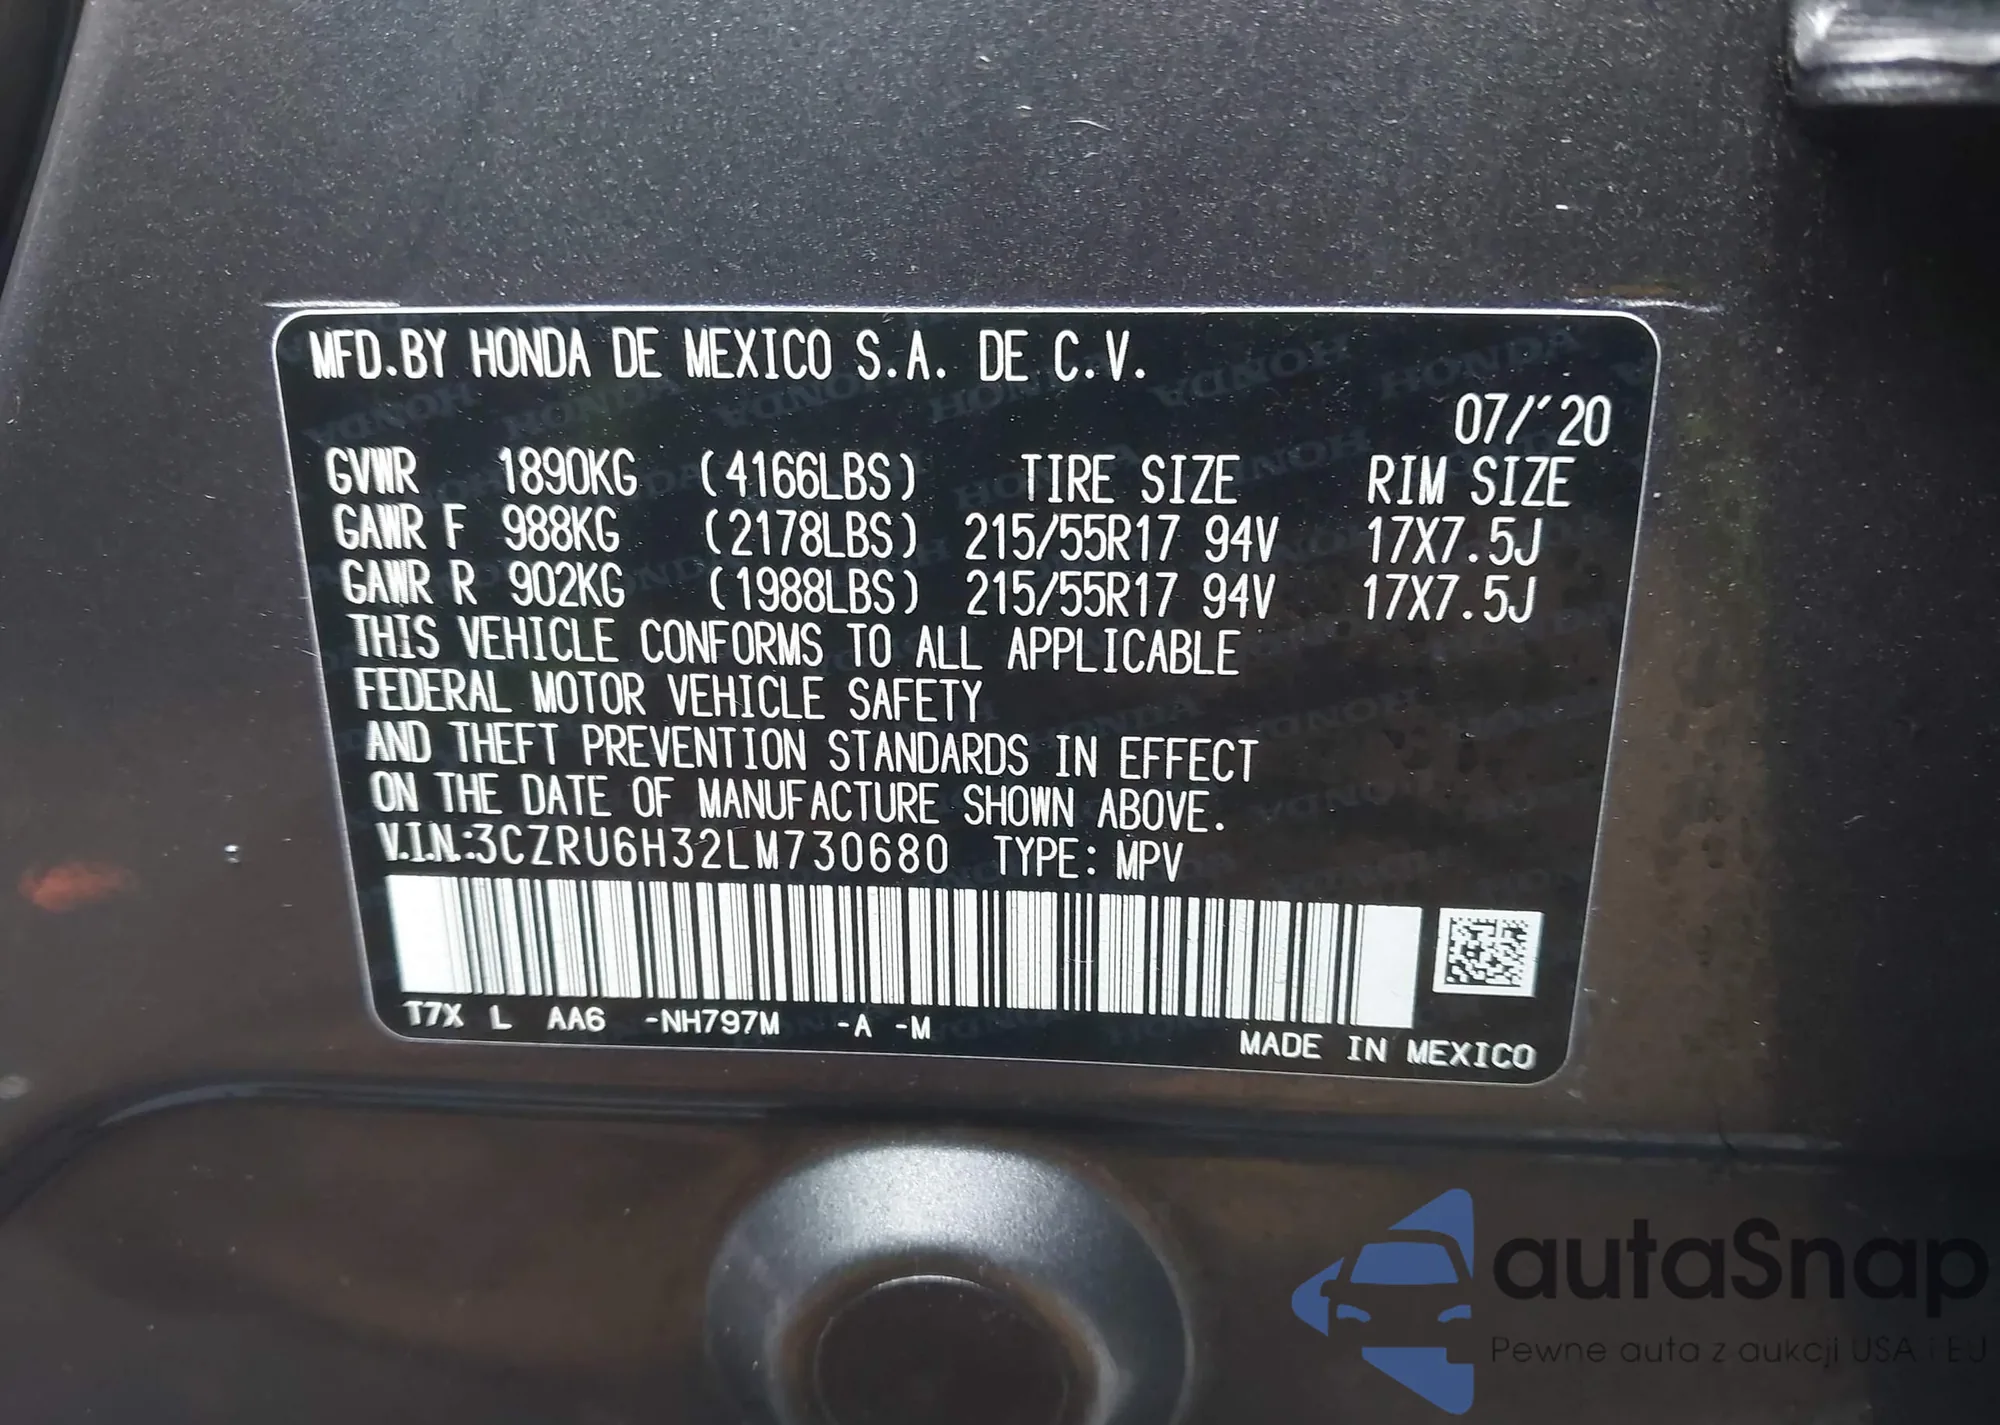 MFD.BY HONDA DE MEXICO S.A. DE C.V.
07/'20
GVWR 1890KG (4166LBS) TIRE SIZE RIM SIZE
GAWR F 988KG (2178LBS) 215/55R17 94V 17X7.5J
GAWR R 902KG (1988LBS) 215/55R17 94V 17X7.5J
THIS VEHICLE CONFORMS TO ALL APPLICABLE
FEDERAL MOTOR VEHICLE SAFETY
AND THEFT PREVENTION STANDARDS IN EFFECT
ON THE DATE OF MANUFACTURE SHOWN ABOVE.
V.I.N.:3CZRU6H32LM730680 TYPE: MPV
T7X L AA6 -NH797M -A -M
MADE IN MEXICO
autaSnap
Pewne auta z aukcji USA i EU